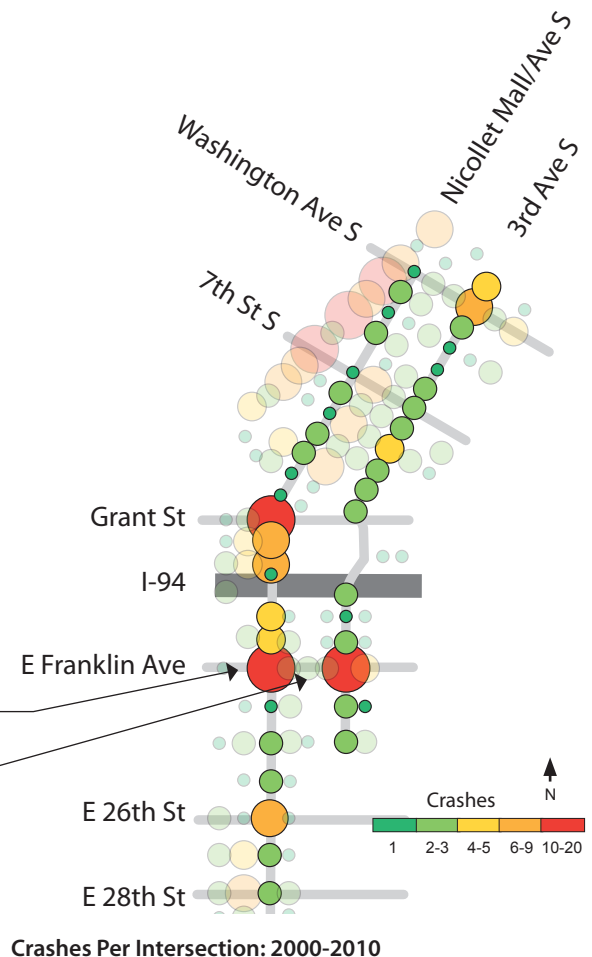 Nicollet Mall/Ave S
3rd Ave S
Washington Ave S
7th St S
Grant St
I-94
E Franklin Ave
E 26th St
E 28th St
N
Crashes
1 2-3 4-5 6-9 10-20
Crashes Per Intersection: 2000-2010